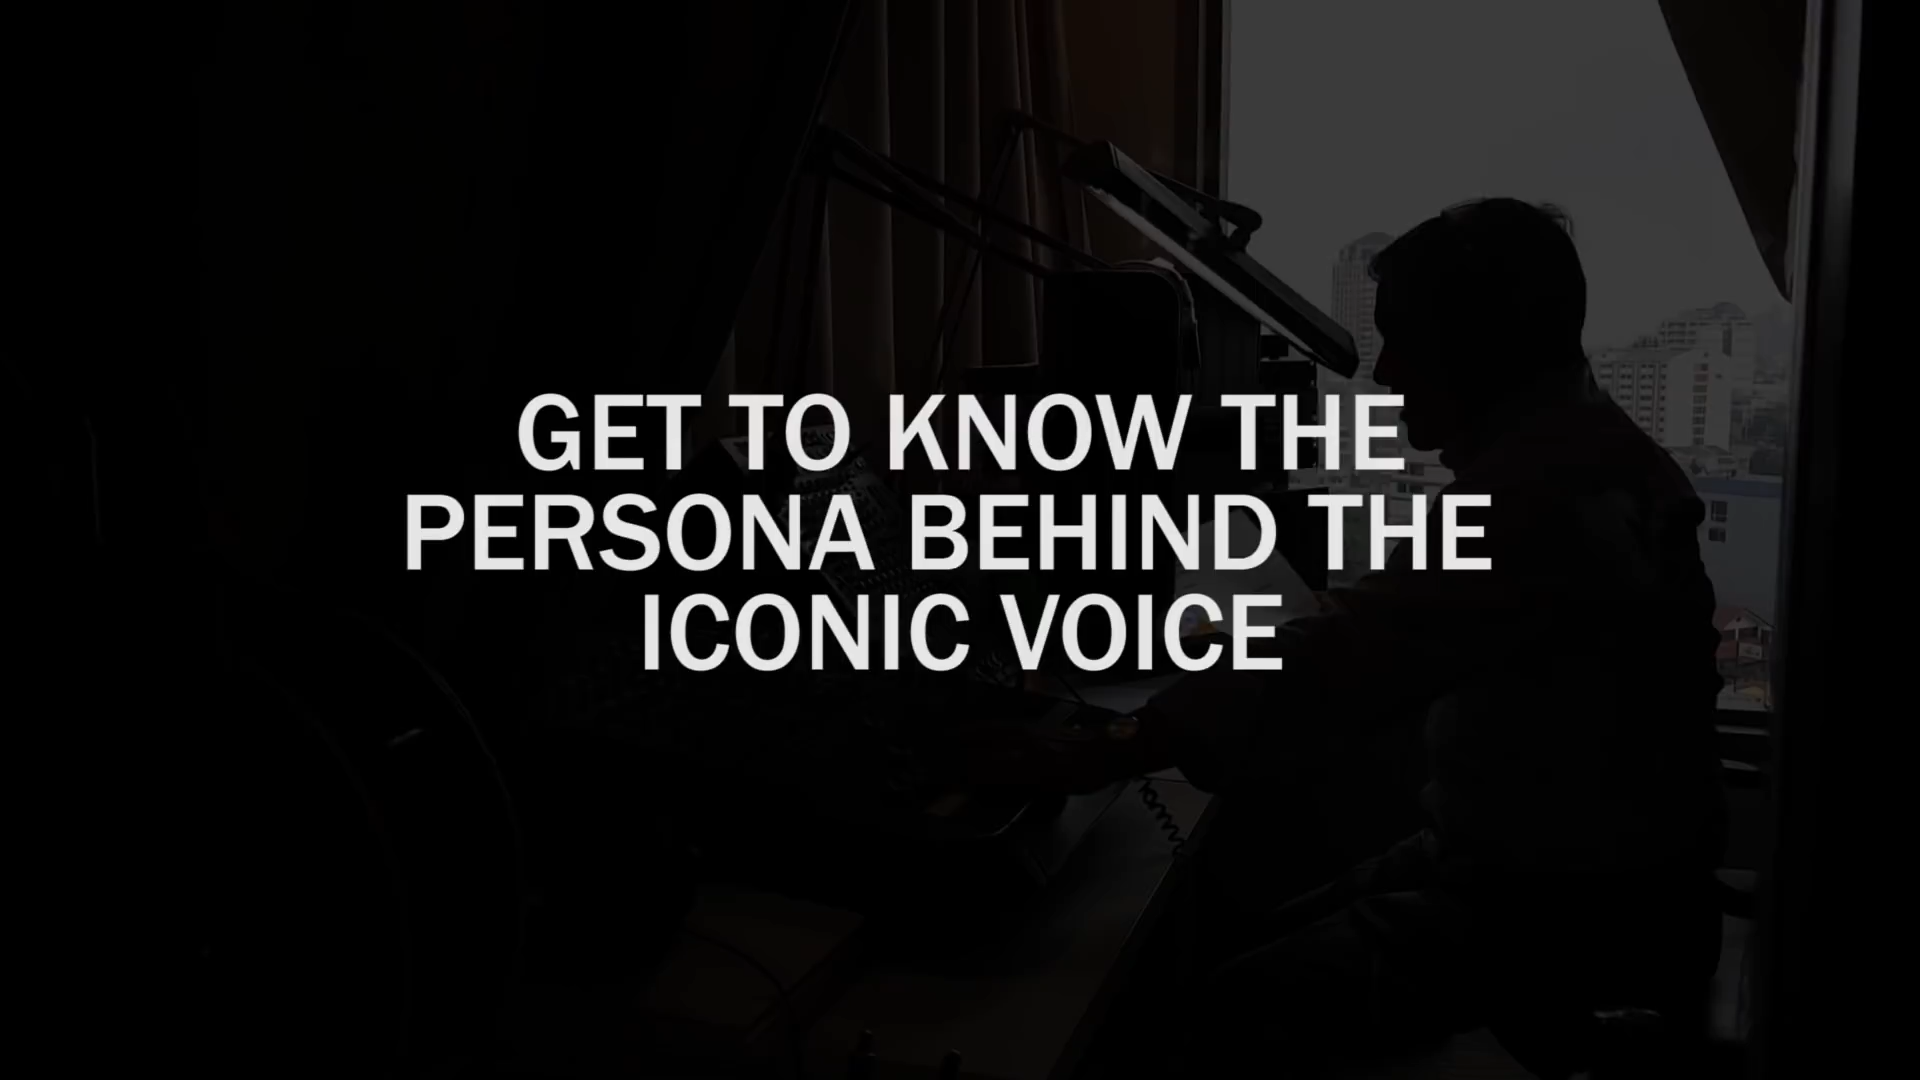 GET TO KNOW THE
PERSONA BEHIND THE
ICONIC VOICE